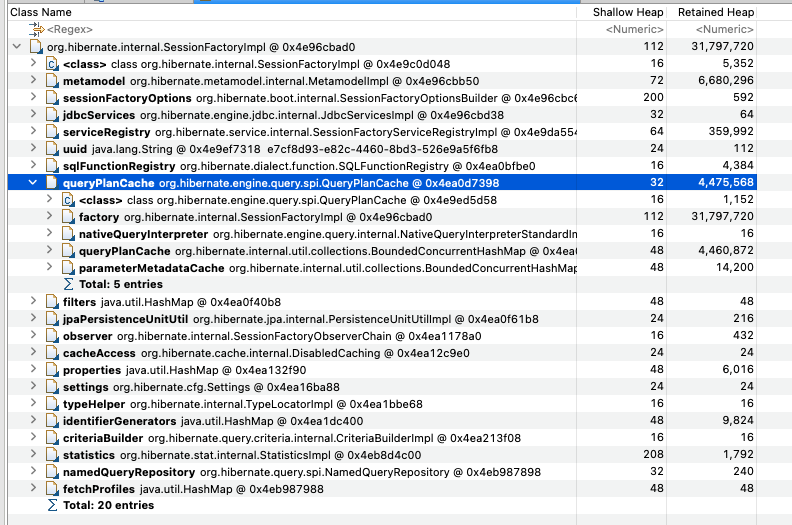 Class Name Shallow Heap Retained Heap
<Regex> <Numeric> <Numeric>
org.hibernate.internal.SessionFactoryImpl @ 0x4e96cbad0 112 31,797,720
<class> class org.hibernate.internal.SessionFactoryImpl @ 0x4e9c0d048 16 5,352
metamodel org.hibernate.metamodel.internal.MetamodelImpl @ 0x4e96cbb50 72 6,680,296
sessionFactoryOptions org.hibernate.boot.internal.SessionFactoryOptionsBuilder @ 0x4e96cbc6 200 592
jdbcServices org.hibernate.engine.jdbc.internal.JdbcServicesImpl @ 0x4e96cbd38 32 64
serviceRegistry org.hibernate.service.internal.SessionFactoryServiceRegistryImpl @ 0x4e9da554 64 359,992
uuid java.lang.String @ 0x4e9ef7318 e7cf8d93-e82c-4460-8bd3-526e9a5f6fb8 24 112
sqlFunctionRegistry org.hibernate.dialect.function.SQLFunctionRegistry @ 0x4ea0bfbe0 16 4,384
queryPlanCache org.hibernate.engine.query.spi.QueryPlanCache @ 0x4ea0d7398 32 4,475,568
<class> class org.hibernate.engine.query.spi.QueryPlanCache @ 0x4e9ed5d58 16 1,152
factory org.hibernate.internal.SessionFactoryImpl @ 0x4e96cbad0 112 31,797,720
nativeQueryInterpreter org.hibernate.engine.query.internal.NativeQueryInterpreterStandardIm 16 16
queryPlanCache org.hibernate.internal.util.collections.BoundedConcurrentHashMap @ 0x4ea0 48 4,460,872
parameterMetadataCache org.hibernate.internal.util.collections.BoundedConcurrentHashMap 48 14,200
Total: 5 entries
filters java.util.HashMap @ 0x4ea0f40b8 48 48
jpaPersistenceUnitUtil org.hibernate.jpa.internal.PersistenceUnitUtilImpl @ 0x4ea0f61b8 24 216
observer org.hibernate.internal.SessionFactoryObserverChain @ 0x4ea1178a0 16 432
cacheAccess org.hibernate.cache.internal.DisabledCaching @ 0x4ea12c9e0 24 24
properties java.util.HashMap @ 0x4ea132f90 48 6,016
settings org.hibernate.cfg.Settings @ 0x4ea16ba88 24 24
typeHelper org.hibernate.internal.TypeLocatorImpl @ 0x4ea1bbe68 16 16
identifierGenerators java.util.HashMap @ 0x4ea1dc400 48 9,824
criteriaBuilder org.hibernate.query.criteria.internal.CriteriaBuilderImpl @ 0x4ea213f08 16 16
statistics org.hibernate.stat.internal.StatisticsImpl @ 0x4eb8d4c00 208 1,792
namedQueryRepository org.hibernate.query.spi.NamedQueryRepository @ 0x4eb987898 32 240
fetchProfiles java.util.HashMap @ 0x4eb987988 48 48
Total: 20 entries